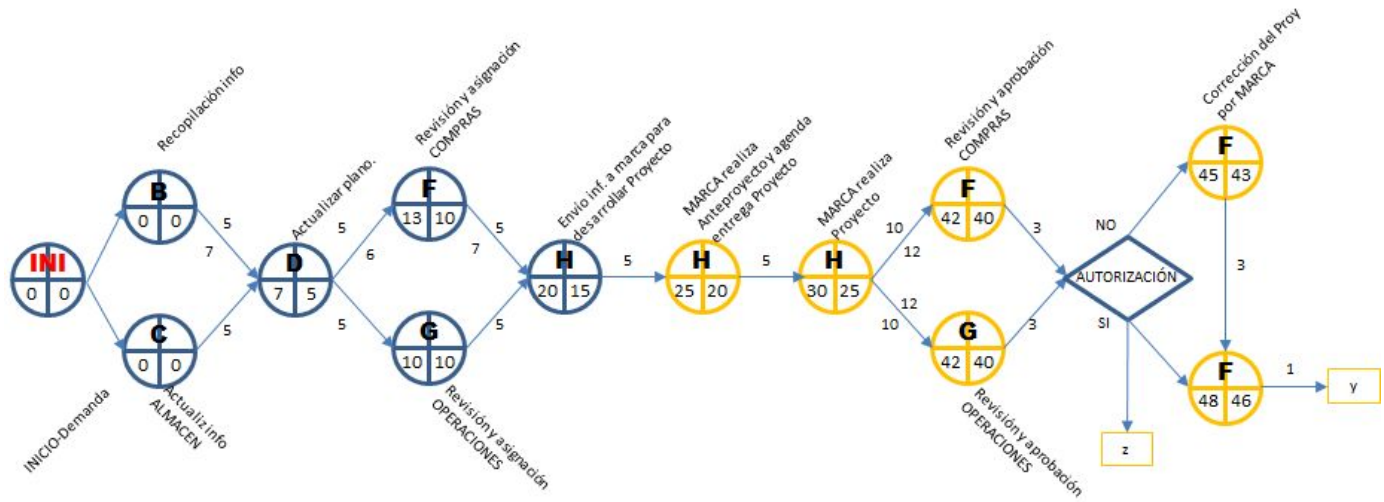 Recopilación info
Revisión y asignación
COMPRAS
Envío inf. a marca para
desarrollar Proyecto
MARCA realiza
Anteproyecto y agenda
entrega Proyecto
MARCA realiza
Proyecto
Revisión y aprobación
COMPRAS
Corrección del Proy
por MARCA
Actualizar plano.
INI
0 0
B
0 0
C
0 0
5
7
5
D
7 5
5
6
5
F
13 10
G
10 10
5
7
5
H
20 15
5
H
25 20
5
H
30 25
10
12
12
10
F
42 40
G
42 40
3
3
AUTORIZACIÓN
NO
SI
F
45 43
3
F
48 46
1
y
z
INICIO-Demanda
Actualiz info
ALMACEN
Revisión y asignación
OPERACIONES
Revisión y aprobación
OPERACIONES